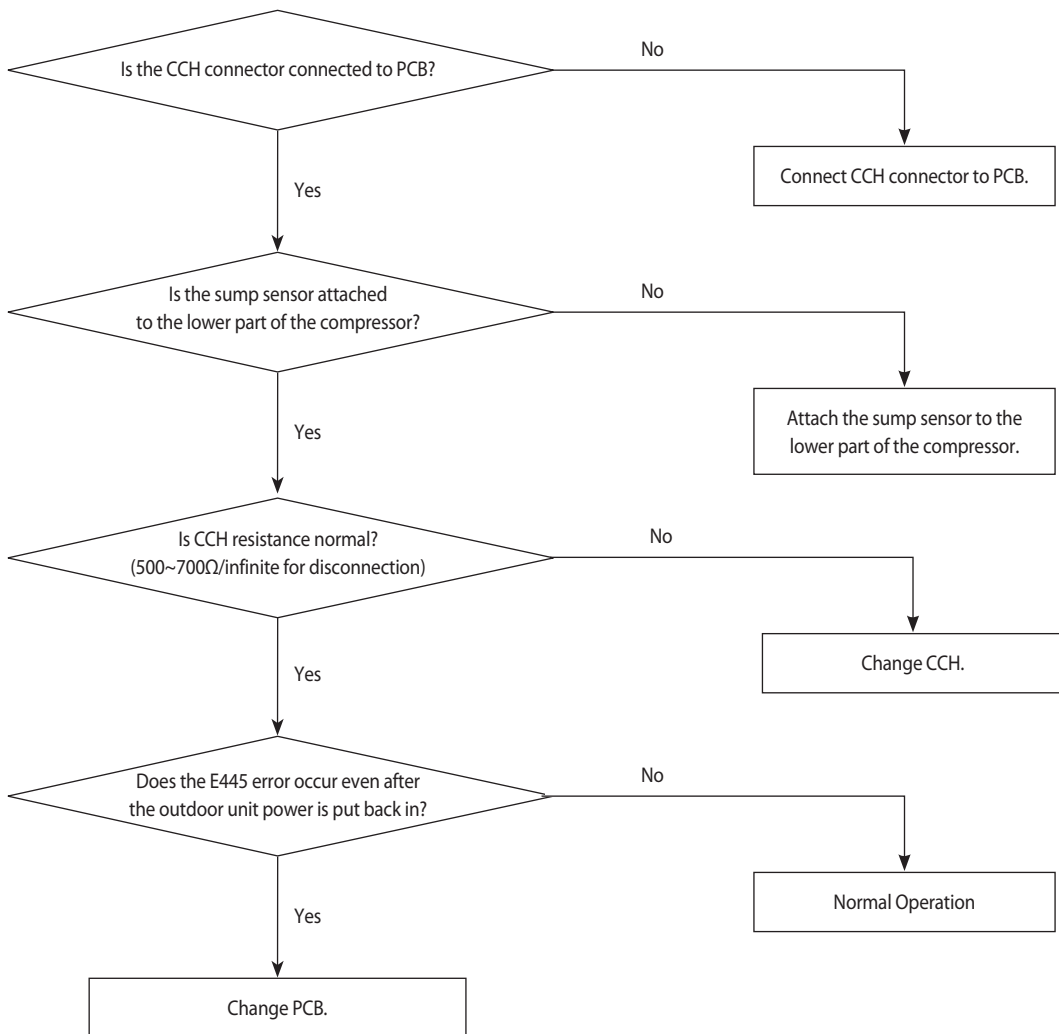 Is the CCH connector connected to PCB?
No
Connect CCH connector to PCB.
Yes
Is the sump sensor attached
to the lower part of the compressor?
No
Attach the sump sensor to the
lower part of the compressor.
Yes
Is CCH resistance normal?
(500~700Ω/infinite for disconnection)
No
Change CCH.
Yes
Does the E445 error occur even after
the outdoor unit power is put back in?
No
Normal Operation
Yes
Change PCB.